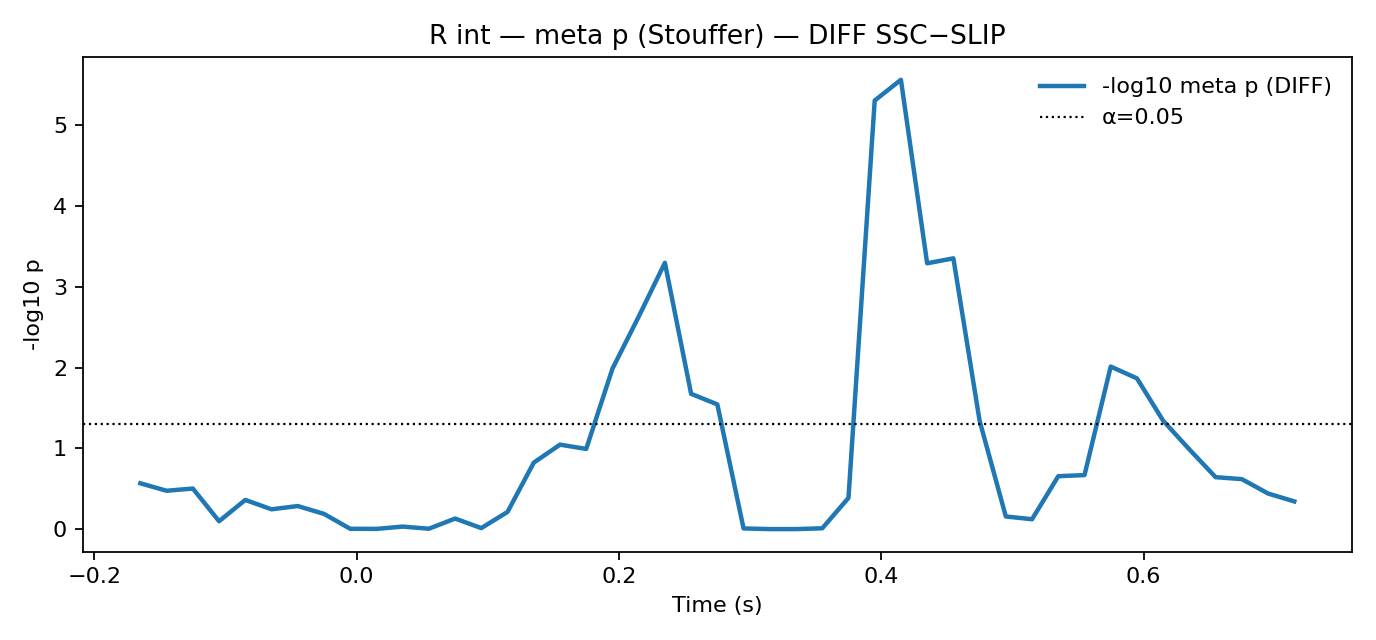 R int — meta p (Stouffer) — DIFF SSC−SLIP
-log10 meta p (DIFF)
α=0.05
-log10 p
5
4
3
2
1
0
−0.2
0.0
0.2
0.4
0.6
Time (s)